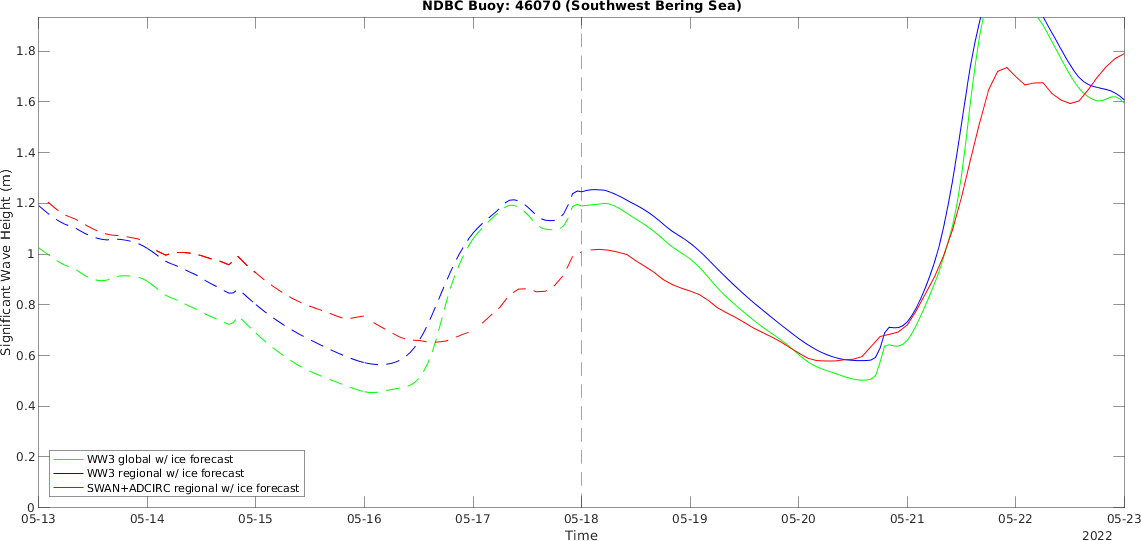 NDBC Buoy: 46070 (Southwest Bering Sea)
Significant Wave Height (m)
1.8
1.6
1.4
1.2
1
0.8
0.6
0.4
0.2
0
WW3 global w/ ice forecast
WW3 regional w/ ice forecast
SWAN+ADCIRC regional w/ ice forecast
05-13 05-14 05-15 05-16 05-17 05-18 05-19 05-20 05-21 05-22 05-23
Time
2022